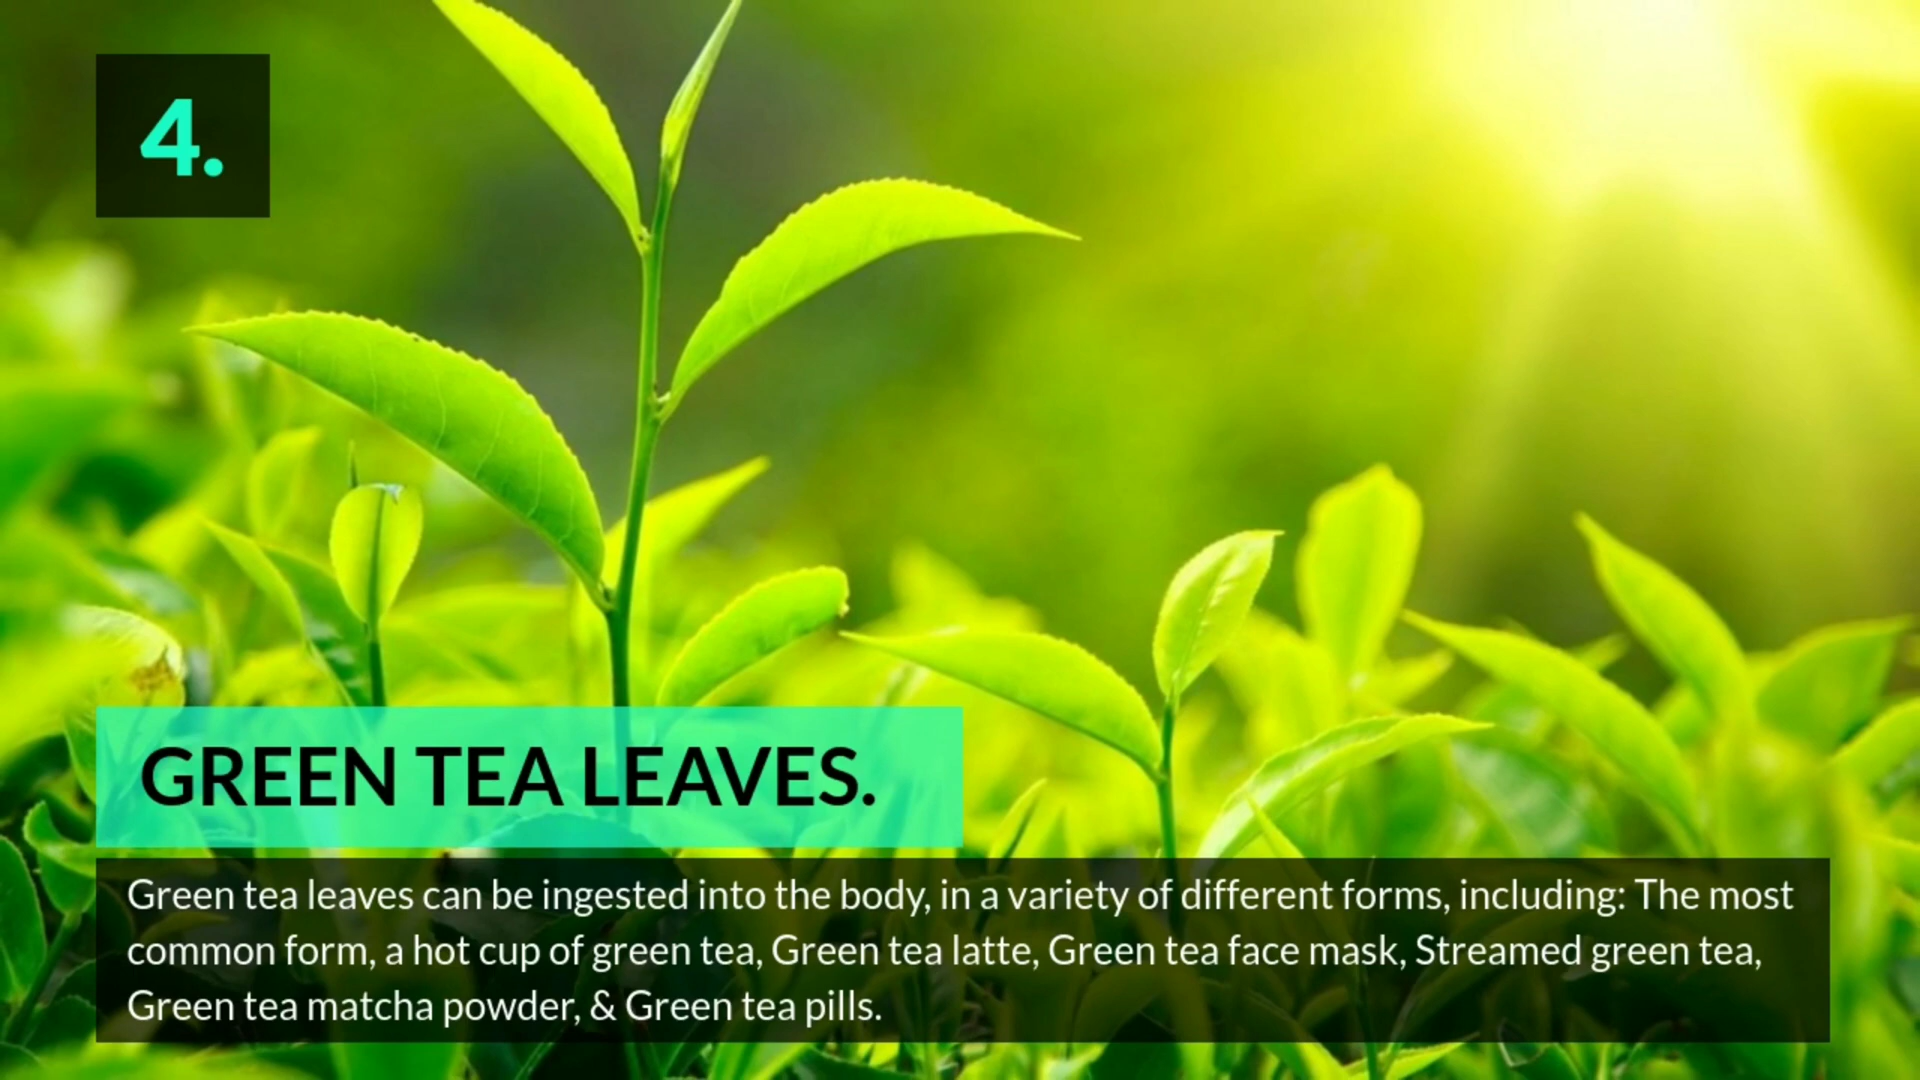 4.
GREEN TEA LEAVES.
Green tea leaves can be ingested into the body, in a variety of different forms, including: The most
common form, a hot cup of green tea, Green tea latte, Green tea face mask, Streamed green tea,
Green tea matcha powder, & Green tea pills.